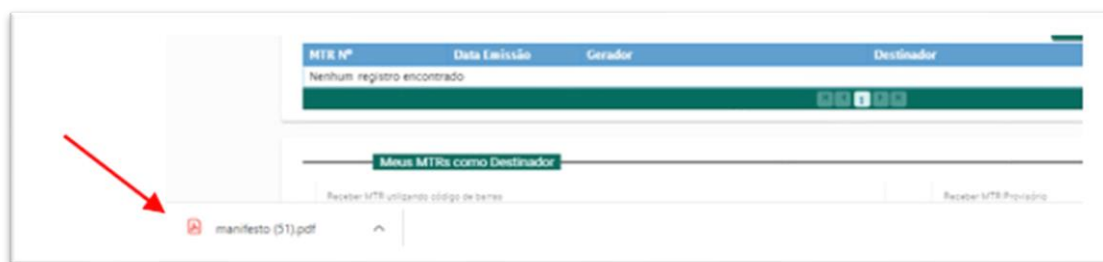 MTR Nº Data Emissão Gerador Destinador
Nenhum registro encontrado
1
Meus MTRs como Destinador
Receber MTR utilizando código de barras Receber MTR Provisório
manifesto (51).pdf